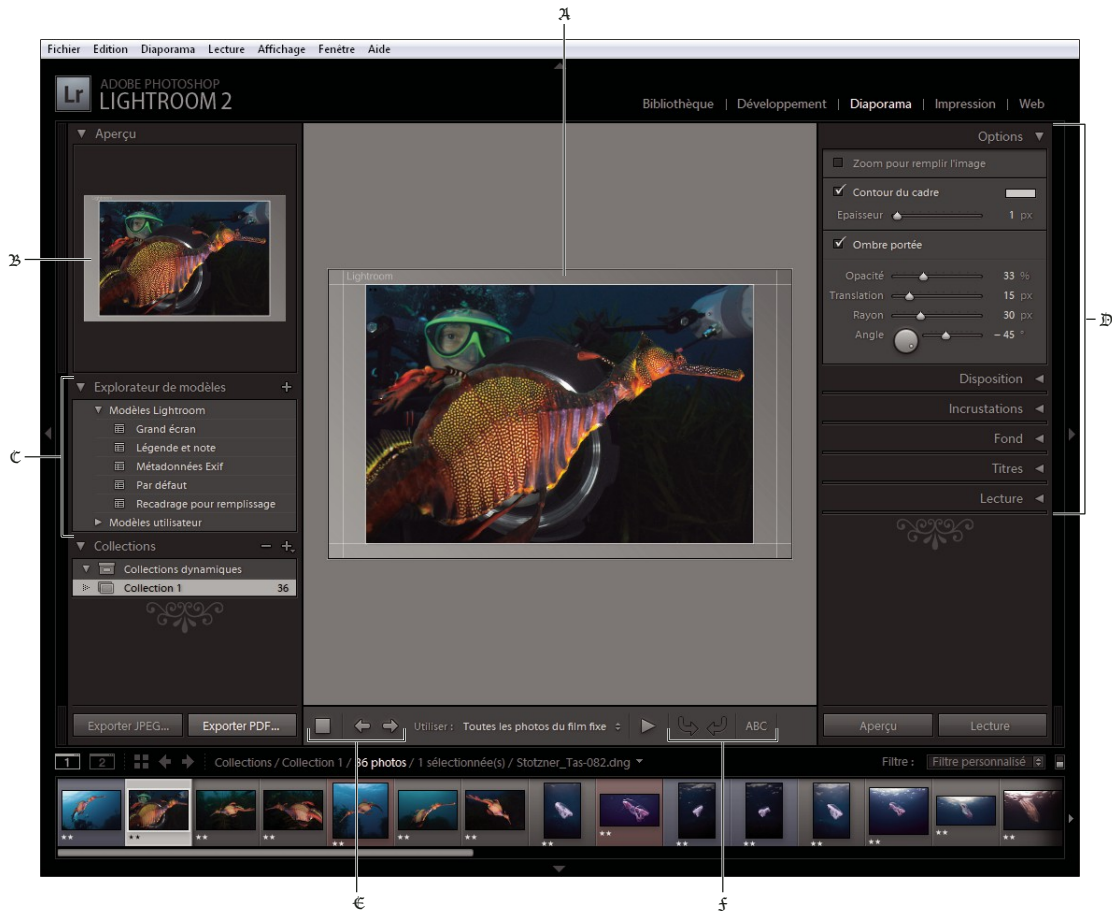 𝔄
Fichier Edition Diaporama Lecture Affichage Fenêtre Aide
Lr
ADOBE PHOTOSHOP
LIGHTROOM 2
Bibliothèque | Développement | Diaporama | Impression | Web
Aperçu
Lightroom
𝔅
Explorateur de modèles +
Modèles Lightroom
Grand écran
Légende et note
Métadonnées Exif
Par défaut
Recadrage pour remplissage
Modèles utilisateur
ℭ
Collections − +
Collections dynamiques
Collection 1 36
Exporter JPEG... Exporter PDF...
Lightroom
Utiliser : Toutes les photos du film fixe ABC
Options
Zoom pour remplir l'image
Contour du cadre
Epaisseur 1 px
Ombre portée
Opacité 33 %
Translation 15 px
Rayon 30 px
Angle − 45 °
Disposition
Incrustations
Fond
Titres
Lecture
𝔇
Aperçu Lecture
1 2 Collections / Collection 1 / 36 photos / 1 sélectionnée(s) / Stotzner_Tas-082.dng
Filtre : Filtre personnalisé
𝔈 𝔉